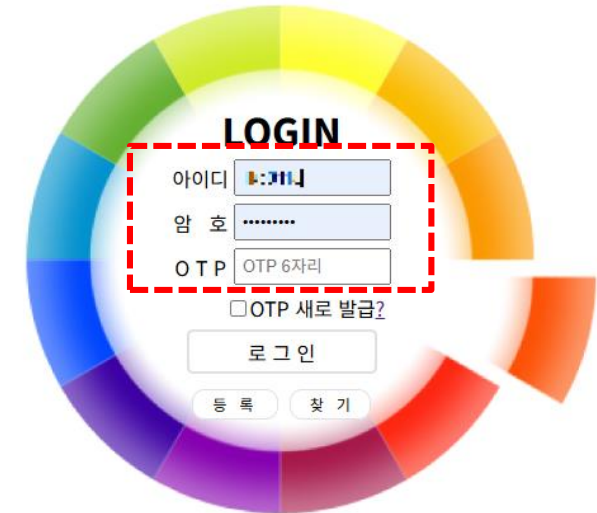 LOGIN
아이디
암 호 •••••••••
O T P OTP 6자리
OTP 새로 발급?
로 그 인
등 록 찾 기